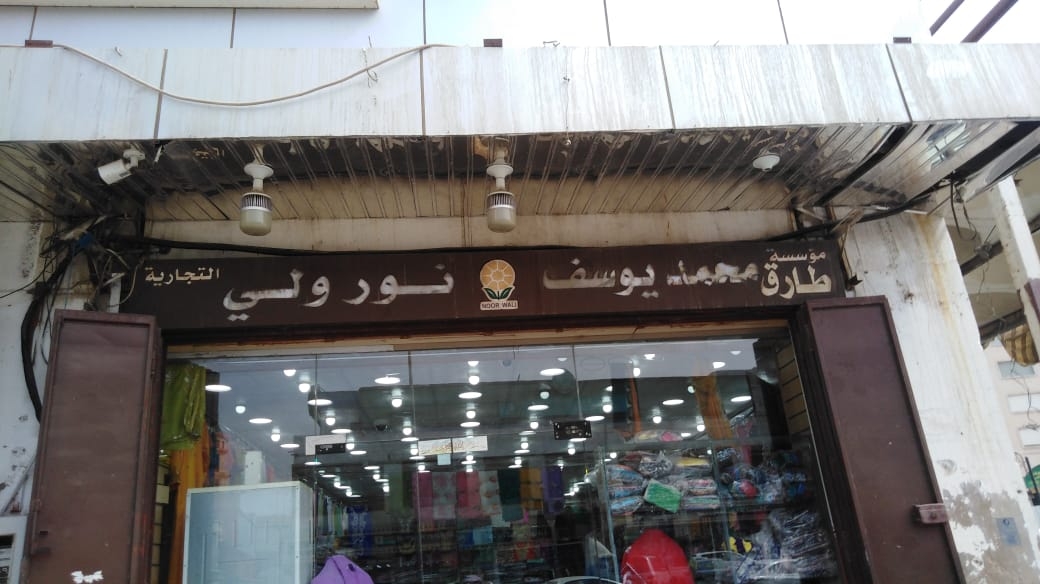 مؤسسة
طارق محمد يوسف نور ولي التجارية
NOOR WALI